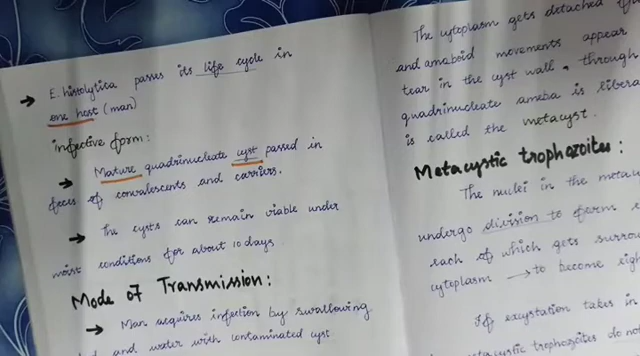 → E. histolytica passes its life cycle in
one host (man)
infective form:
→ Mature quadrinucleate cyst passed in
feces of convalescents and carriers.
→ The cysts can remain viable under
moist conditions for about 10 days.
Mode of Transmission:
→ Man acquires infection by swallowing
and water with contaminated cyst.
The cytoplasm gets detached
and amoboid movements appear
tear in the cyst wall, through
quadrinucleate ameba is
is called the metacyst.
Metacystic trophozoites:
The nuclei in the
undergo division to form
each of which gets
cytoplasm → to become
If excystation takes in
trophozoites do